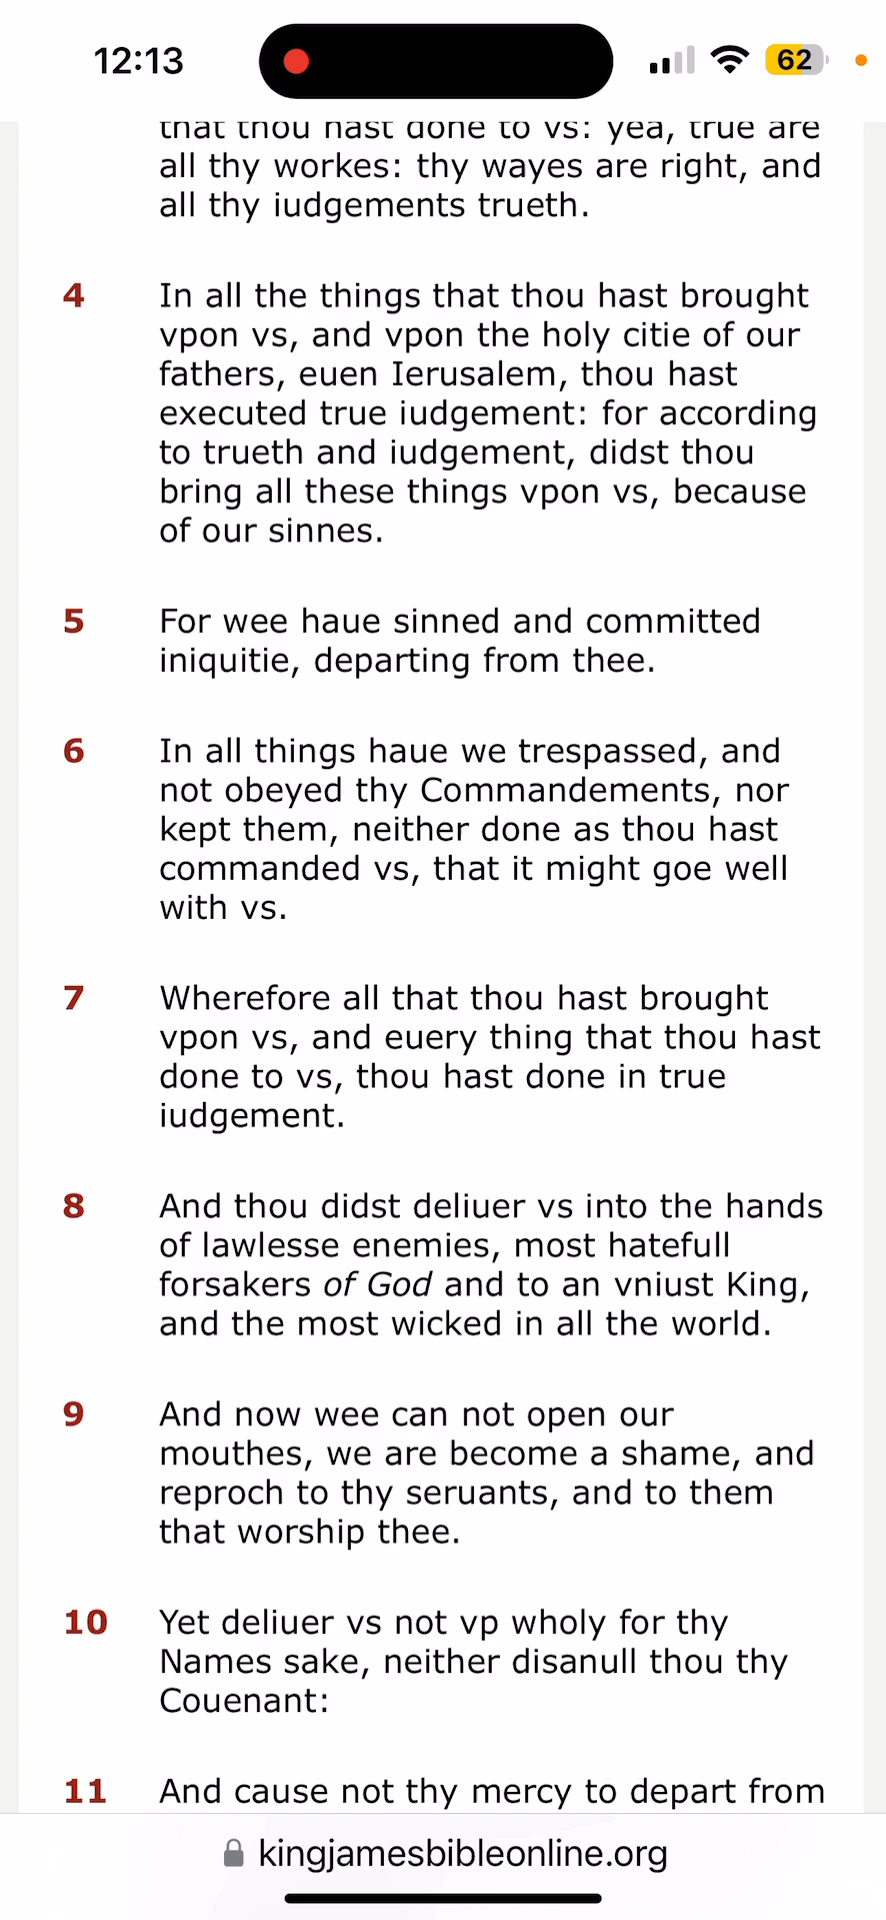 12:13
62
that thou hast done to vs: yea, true are
all thy workes: thy wayes are right, and
all thy iudgements trueth.
4 In all the things that thou hast brought
vpon vs, and vpon the holy citie of our
fathers, euen Ierusalem, thou hast
executed true iudgement: for according
to trueth and iudgement, didst thou
bring all these things vpon vs, because
of our sinnes.
5 For wee haue sinned and committed
iniquitie, departing from thee.
6 In all things haue we trespassed, and
not obeyed thy Commandements, nor
kept them, neither done as thou hast
commanded vs, that it might goe well
with vs.
7 Wherefore all that thou hast brought
vpon vs, and euery thing that thou hast
done to vs, thou hast done in true
iudgement.
8 And thou didst deliuer vs into the hands
of lawlesse enemies, most hatefull
forsakers of God and to an vniust King,
and the most wicked in all the world.
9 And now wee can not open our
mouthes, we are become a shame, and
reproch to thy seruants, and to them
that worship thee.
10 Yet deliuer vs not vp wholy for thy
Names sake, neither disanull thou thy
Couenant:
11 And cause not thy mercy to depart from
kingjamesbibleonline.org